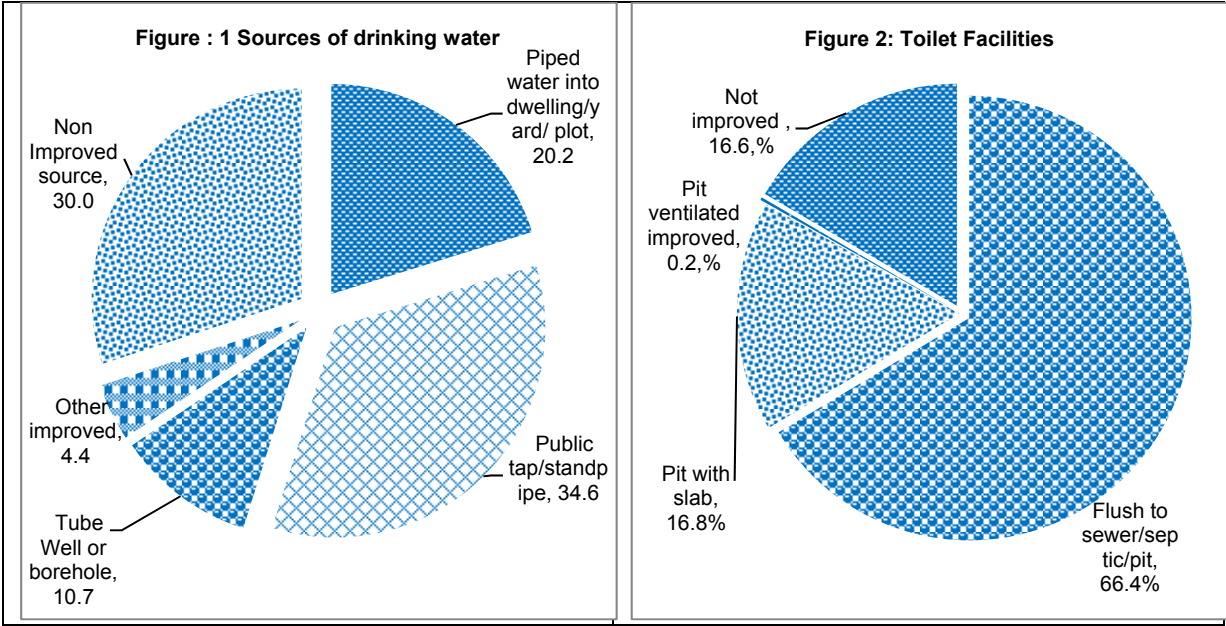 Figure : 1 Sources of drinking water
Piped
water into
dwelling/y
ard/ plot,
20.2
Public
tap/standp
ipe, 34.6
Tube
Well or
borehole,
10.7
Other
improved,
4.4
Non
Improved
source,
30.0
Figure 2: Toilet Facilities
Not
improved ,
16.6,%
Pit
ventilated
improved,
0.2,%
Pit with
slab,
16.8%
Flush to
sewer/sep
tic/pit,
66.4%